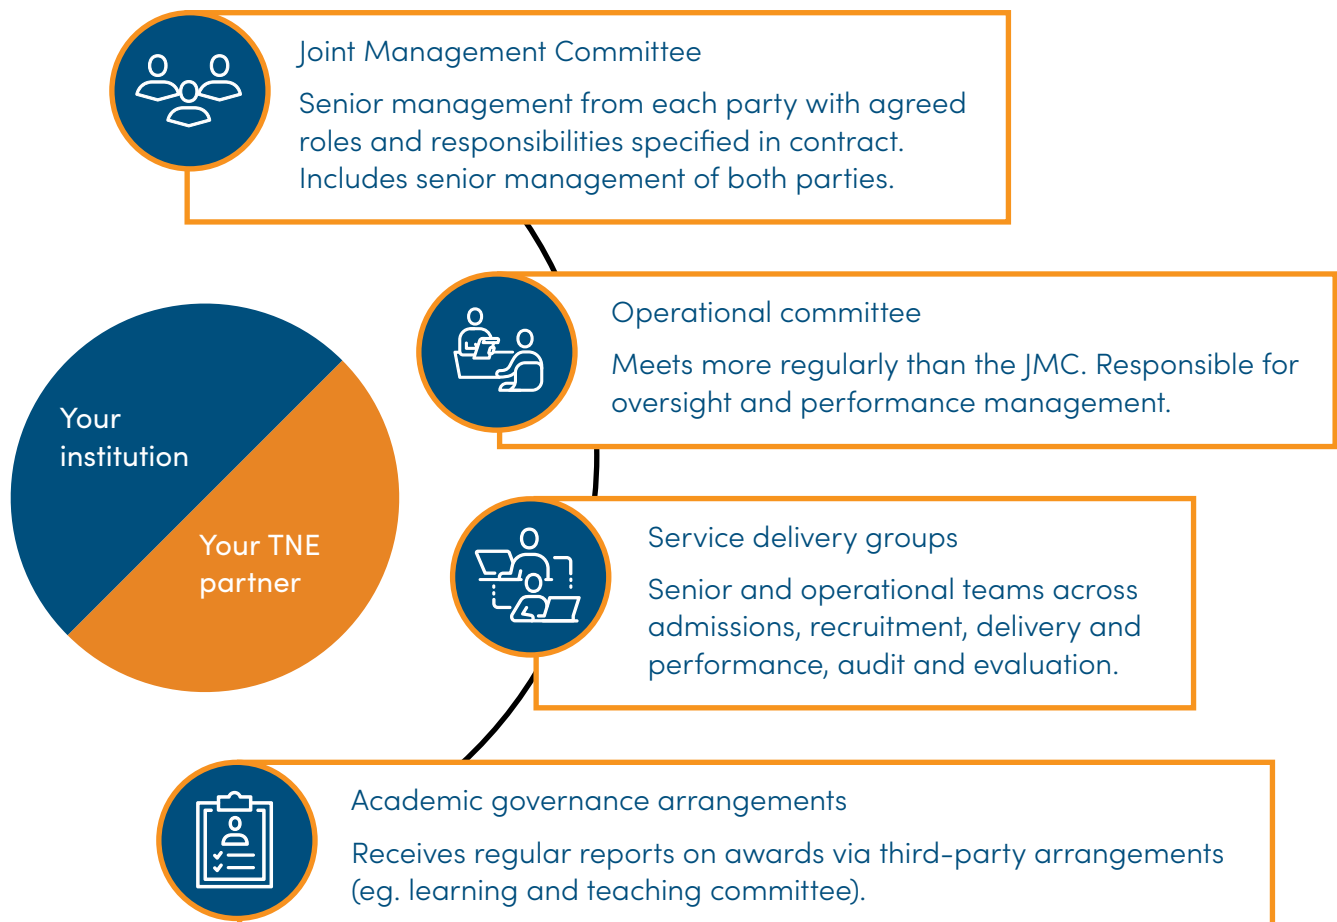 Joint Management Committee
Senior management from each party with agreed
roles and responsibilities specified in contract.
Includes senior management of both parties.
Operational committee
Meets more regularly than the JMC. Responsible for
oversight and performance management.
Your
institution
Your TNE
partner
Service delivery groups
Senior and operational teams across
admissions, recruitment, delivery and
performance, audit and evaluation.
Academic governance arrangements
Receives regular reports on awards via third-party arrangements
(eg. learning and teaching committee).